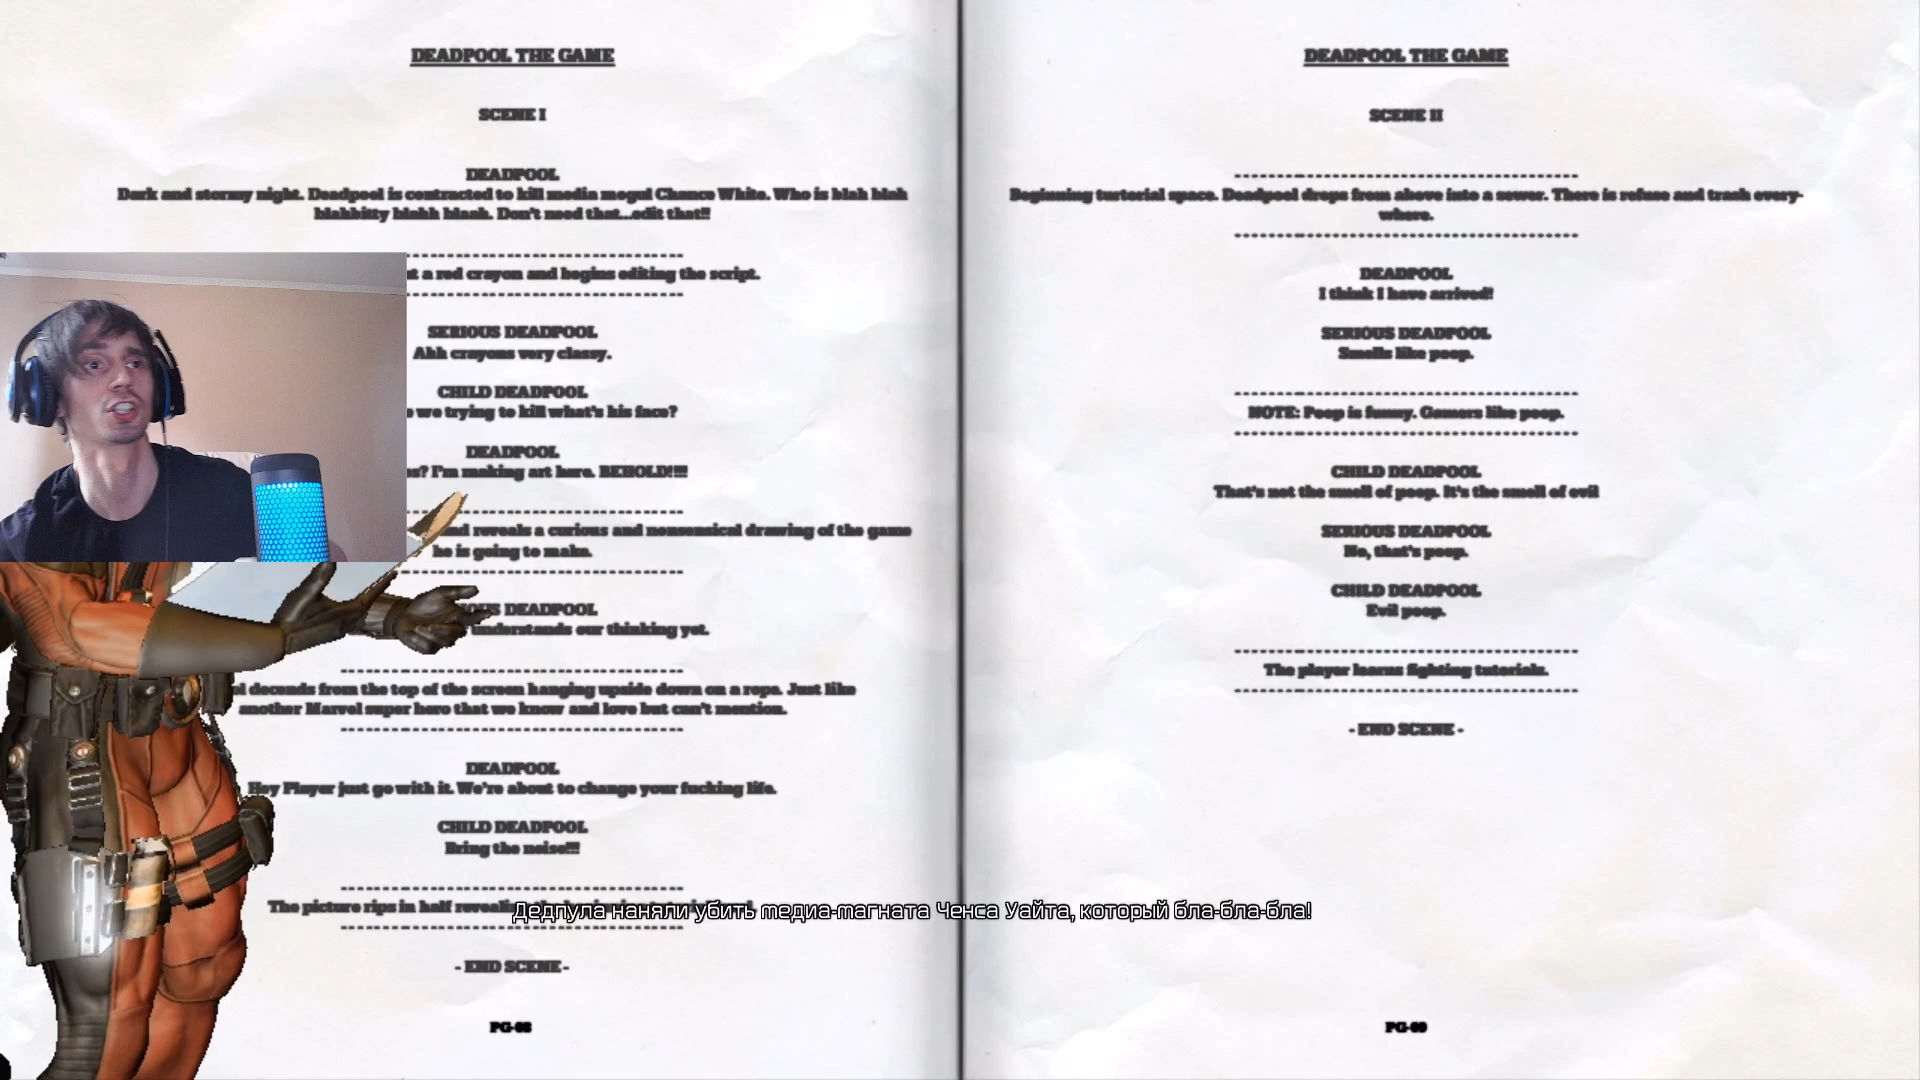 DEADPOOL THE GAME
SCENE I
DEADPOOL
Dark and stormy night. Deadpool is contracted to kill media mogul Chance White. Who is blah blah
blahbitty blahh blaah. Don't need that...edit that!!
a red crayon and begins editing the script.
SERIOUS DEADPOOL
Ahh crayons very classy.
CHILD DEADPOOL
we trying to kill what's his face?
DEADPOOL
I'm making art here. BEHOLD!!!!
reveals a curious and nonsensical drawing of the game
he is going to make.
DEADPOOL
understands our thinking yet.
decends from the top of the screen hanging upside down on a rope. Just like
another Marvel super hero that we know and love but can't mention.
DEADPOOL
Hey Player just go with it. We're about to change your fucking life.
CHILD DEADPOOL
Bring the noise!!!
The picture rips in half
Дедпула наняли убить медиа-магната Ченса Уайта, который бла-бла-бла!
- END SCENE -
PG-08
DEADPOOL THE GAME
SCENE II
Beginning turtorial space. Deadpool drops from above into a sewer. There is refuse and trash every-
where.
DEADPOOL
I think I have arrived!
SERIOUS DEADPOOL
Smells like poop.
NOTE: Poop is funny. Gamers like poop.
CHILD DEADPOOL
That's not the smell of poop. It's the smell of evil
SERIOUS DEADPOOL
No, that's poop.
CHILD DEADPOOL
Evil poop.
The player learns fighting tutorials.
- END SCENE -
PG-09